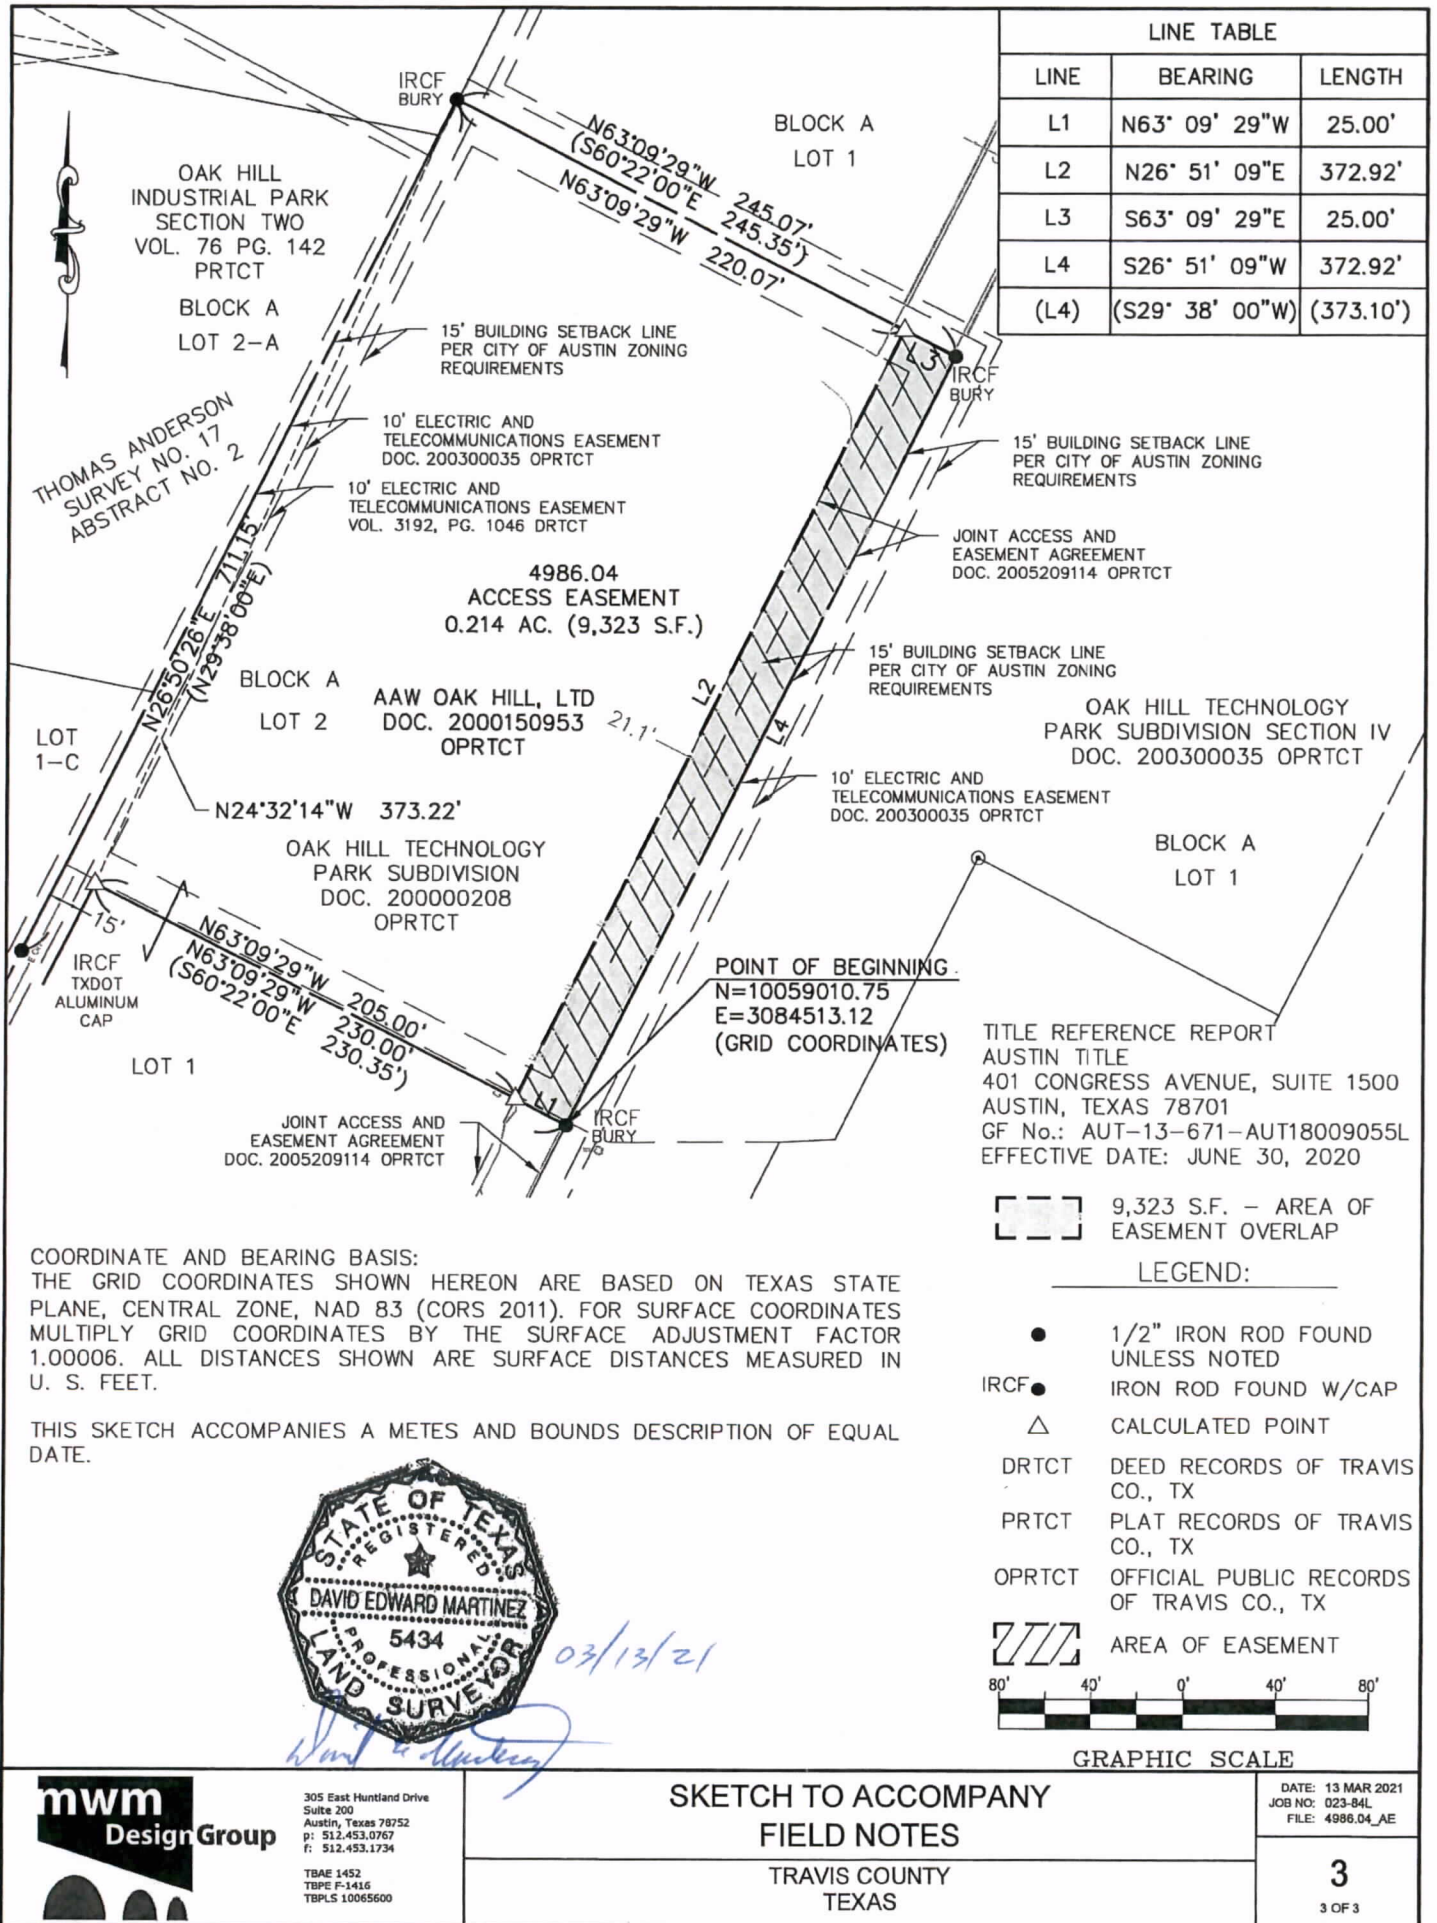 LINE TABLE
LINE BEARING LENGTH
L1 N63° 09' 29"W 25.00'
L2 N26° 51' 09"E 372.92'
L3 S63° 09' 29"E 25.00'
L4 S26° 51' 09"W 372.92'
(L4) (S29° 38' 00"W) (373.10')
IRCF
BURY
BLOCK A
LOT 1
N63°09'29"W 245.07'
(S60°22'00"E 245.35')
N63°09'29"W 220.07'
OAK HILL
INDUSTRIAL PARK
SECTION TWO
VOL. 76 PG. 142
PRTCT
BLOCK A
LOT 2-A
THOMAS ANDERSON
SURVEY NO. 17
ABSTRACT NO. 2
15' BUILDING SETBACK LINE
PER CITY OF AUSTIN ZONING
REQUIREMENTS
10' ELECTRIC AND
TELECOMMUNICATIONS EASEMENT
DOC. 200300035 OPRTCT
10' ELECTRIC AND
TELECOMMUNICATIONS EASEMENT
VOL. 3192, PG. 1046 DRTCT
L3
IRCF
BURY
15' BUILDING SETBACK LINE
PER CITY OF AUSTIN ZONING
REQUIREMENTS
JOINT ACCESS AND
EASEMENT AGREEMENT
DOC. 2005209114 OPRTCT
4986.04
ACCESS EASEMENT
0.214 AC. (9,323 S.F.)
15' BUILDING SETBACK LINE
PER CITY OF AUSTIN ZONING
REQUIREMENTS
N26°50'26"E 711.15'
(N29°38'00"E)
BLOCK A
LOT 2
AAW OAK HILL, LTD
DOC. 2000150953
OPRTCT
21.1'
L2
L4
OAK HILL TECHNOLOGY
PARK SUBDIVISION SECTION IV
DOC. 200300035 OPRTCT
LOT
1-C
N24°32'14"W 373.22'
10' ELECTRIC AND
TELECOMMUNICATIONS EASEMENT
DOC. 200300035 OPRTCT
BLOCK A
LOT 1
OAK HILL TECHNOLOGY
PARK SUBDIVISION
DOC. 200000208
OPRTCT
15'
IRCF
TXDOT
ALUMINUM
CAP
N63°09'29"W 205.00'
N63°09'29"W 230.00'
(S60°22'00"E 230.35')
LOT 1
POINT OF BEGINNING
N=10059010.75
E=3084513.12
(GRID COORDINATES)
L1
IRCF
BURY
JOINT ACCESS AND
EASEMENT AGREEMENT
DOC. 2005209114 OPRTCT
TITLE REFERENCE REPORT
AUSTIN TITLE
401 CONGRESS AVENUE, SUITE 1500
AUSTIN, TEXAS 78701
GF No.: AUT-13-671-AUT18009055L
EFFECTIVE DATE: JUNE 30, 2020
9,323 S.F. - AREA OF
EASEMENT OVERLAP
LEGEND:
1/2" IRON ROD FOUND
UNLESS NOTED
IRCF IRON ROD FOUND W/CAP
CALCULATED POINT
DRTCT DEED RECORDS OF TRAVIS
CO., TX
PRTCT PLAT RECORDS OF TRAVIS
CO., TX
OPRTCT OFFICIAL PUBLIC RECORDS
OF TRAVIS CO., TX
AREA OF EASEMENT
80' 40' 0' 40' 80'
GRAPHIC SCALE
COORDINATE AND BEARING BASIS:
THE GRID COORDINATES SHOWN HEREON ARE BASED ON TEXAS STATE
PLANE, CENTRAL ZONE, NAD 83 (CORS 2011). FOR SURFACE COORDINATES
MULTIPLY GRID COORDINATES BY THE SURFACE ADJUSTMENT FACTOR
1.00006. ALL DISTANCES SHOWN ARE SURFACE DISTANCES MEASURED IN
U. S. FEET.
THIS SKETCH ACCOMPANIES A METES AND BOUNDS DESCRIPTION OF EQUAL
DATE.
STATE OF TEXAS
REGISTERED
DAVID EDWARD MARTINEZ
5434
PROFESSIONAL
LAND SURVEYOR
03/13/21
mwm
DesignGroup
305 East Huntland Drive
Suite 200
Austin, Texas 78752
p: 512.453.0767
f: 512.453.1734
TBAE 1452
TBPE F-1416
TBPLS 10065600
SKETCH TO ACCOMPANY
FIELD NOTES
TRAVIS COUNTY
TEXAS
DATE: 13 MAR 2021
JOB NO: 023-84L
FILE: 4986.04_AE
3
3 OF 3